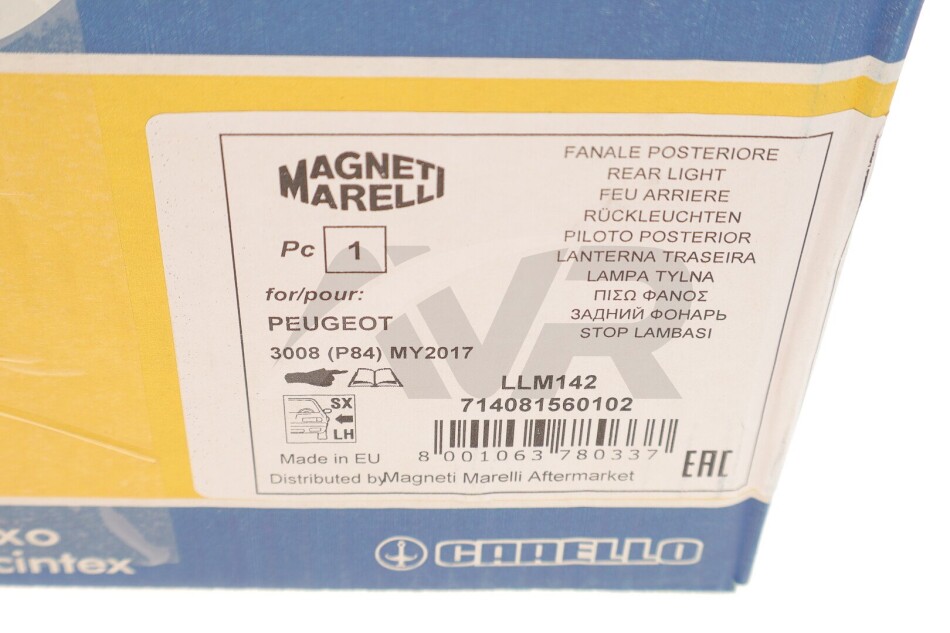 MAGNETI
MARELLI
Pc 1
for/pour:
PEUGEOT
3008 (P84) MY2017
SX
LH
Made in EU
Distributed by Magneti Marelli Aftermarket
FANALE POSTERIORE
REAR LIGHT
FEU ARRIERE
RÜCKLEUCHTEN
PILOTO POSTERIOR
LANTERNA TRASEIRA
LAMPA TYLNA
ΠΙΣΩ ΦΑΝΟΣ
ЗАДНИЙ ФОНАРЬ
STOP LAMBASI
LLM142
714081560102
8 001063 780337
EAC
AVR
xo
cintex
CARELLO